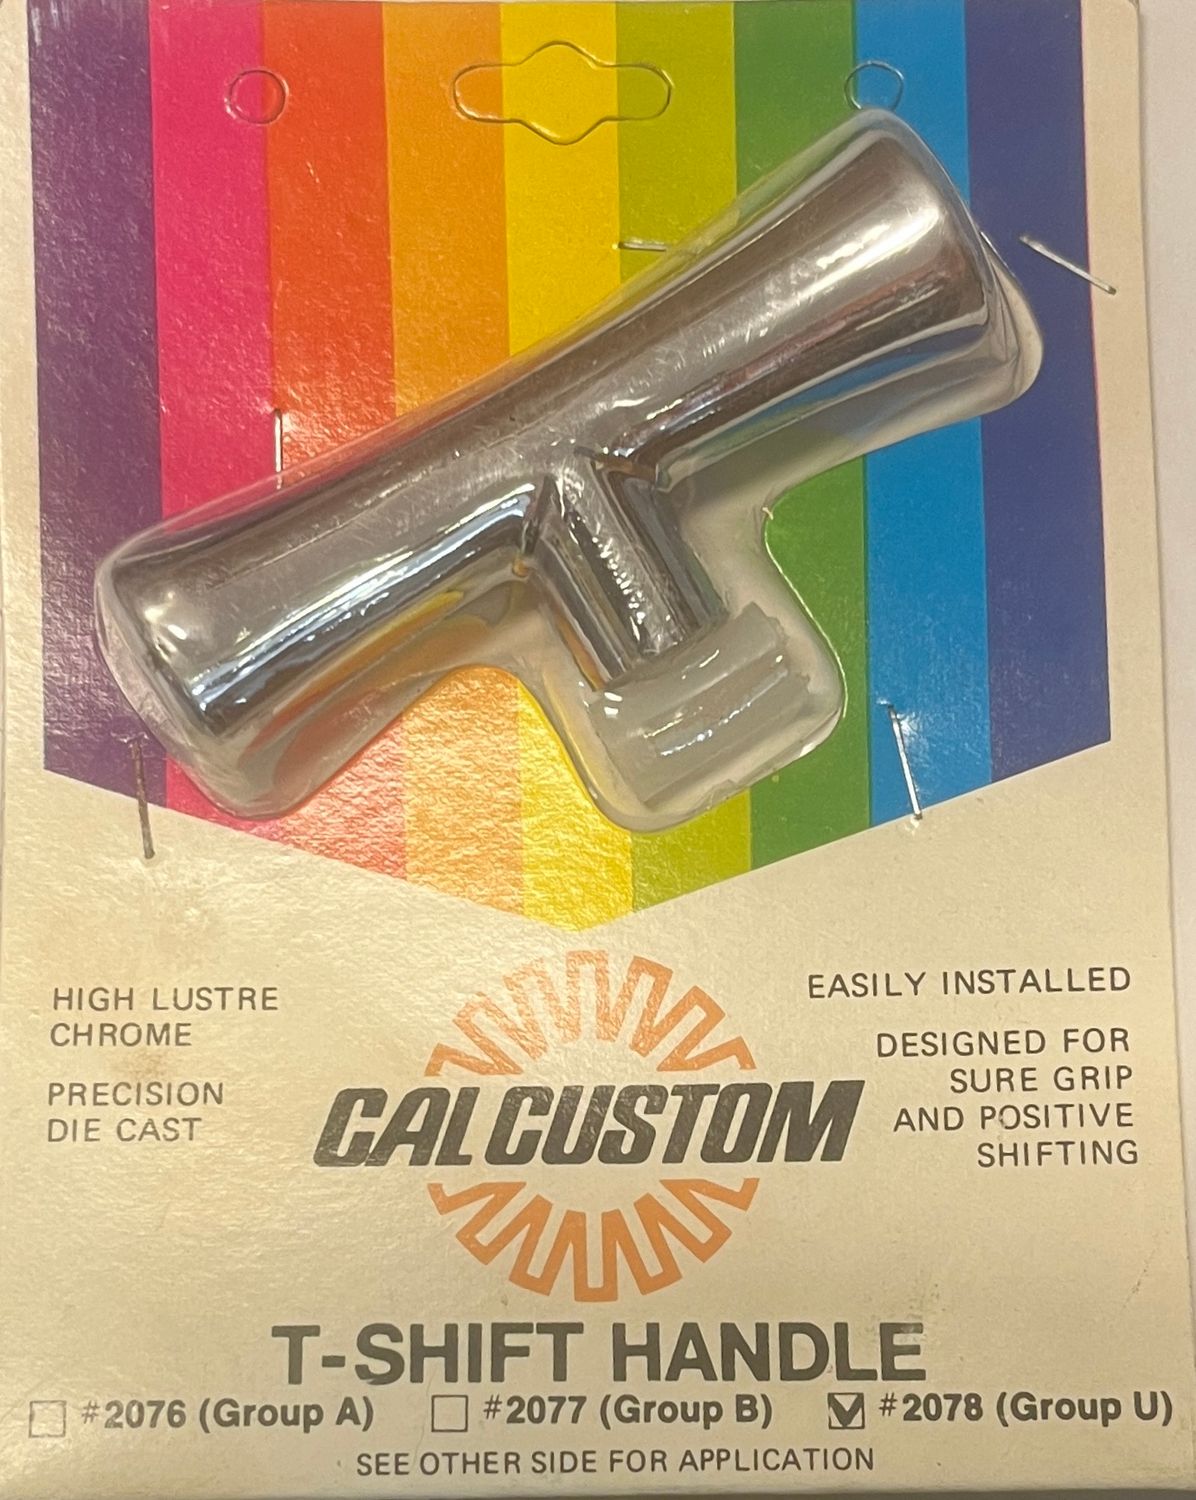 HIGH LUSTRE
CHROME
PRECISION
DIE CAST
EASILY INSTALLED
DESIGNED FOR
SURE GRIP
AND POSITIVE
SHIFTING
CALCUSTOM
T-SHIFT HANDLE
#2076 (Group A) #2077 (Group B) #2078 (Group U)
SEE OTHER SIDE FOR APPLICATION